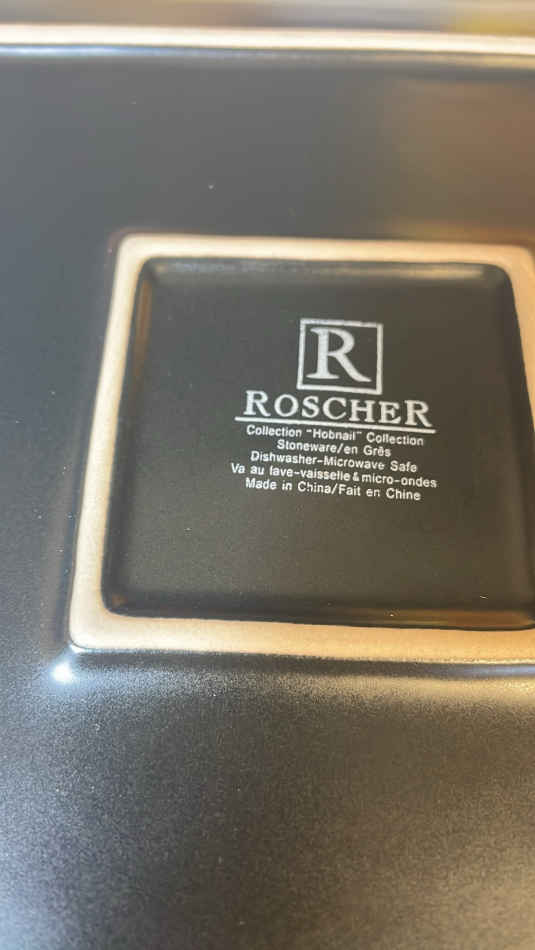 R
ROSCHER
Collection "Hobnail" Collection
Stoneware/en Grês
Dishwasher-Microwave Safe
Va au lave-vaisselle & micro-ondes
Made in China/Fait en Chine